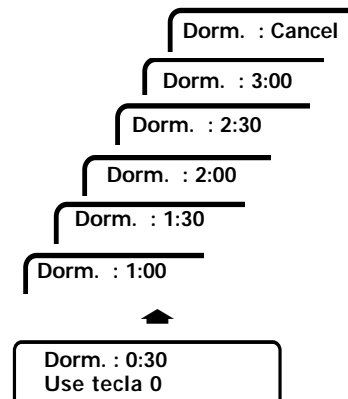 Dorm.  : Cancel
Dorm.  : 3:00
Dorm.  : 2:30
Dorm.  : 2:00
Dorm.  : 1:30
Dorm.  : 1:00
Dorm. : 0:30
Use tecla 0